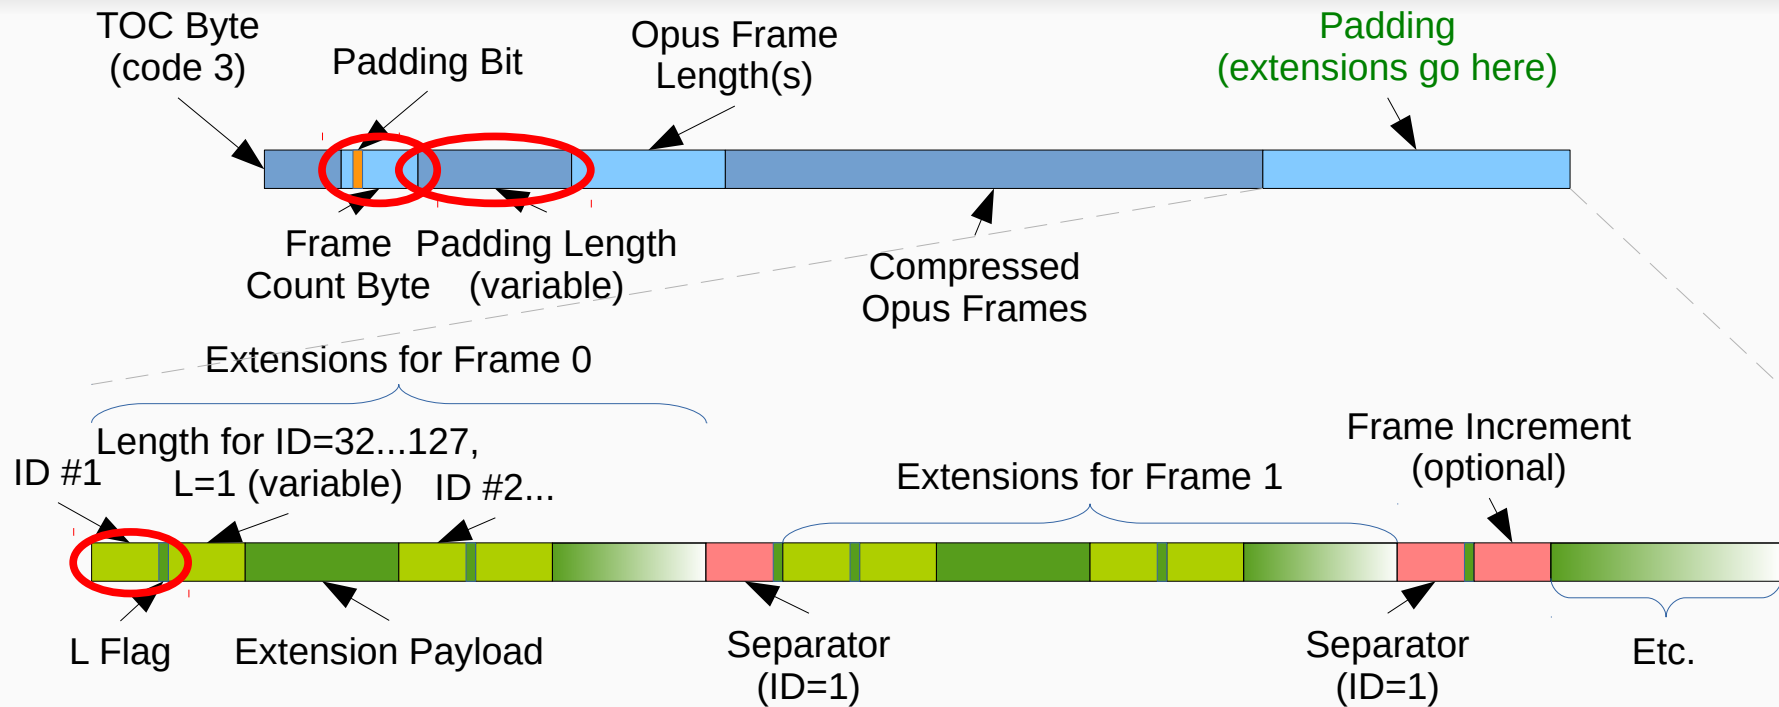 TOC Byte
(code 3)
Padding Bit
Opus Frame
Length(s)
Padding
(extensions go here)
Frame
Count Byte
Padding Length
(variable)
Compressed
Opus Frames
Extensions for Frame 0
Length for ID=32...127,
L=1 (variable)
ID #1
ID #2...
Extensions for Frame 1
Frame Increment
(optional)
L Flag
Extension Payload
Separator
(ID=1)
Separator
(ID=1)
Etc.